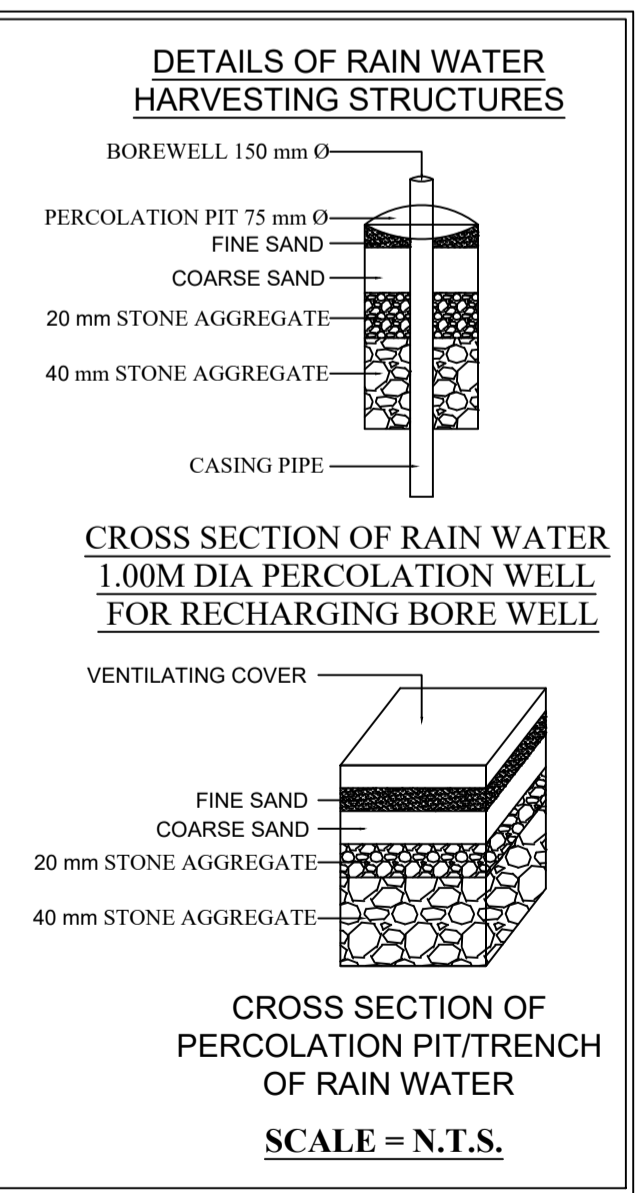 DETAILS OF RAIN WATER
HARVESTING STRUCTURES
BOREWELL 150 mm Ø
PERCOLATION PIT 75 mm Ø
FINE SAND
COARSE SAND
20 mm STONE AGGREGATE
40 mm STONE AGGREGATE
CASING PIPE
CROSS SECTION OF RAIN WATER
1.00M DIA PERCOLATION WELL
FOR RECHARGING BORE WELL
VENTILATING COVER
FINE SAND
COARSE SAND
20 mm STONE AGGREGATE
40 mm STONE AGGREGATE
CROSS SECTION OF
PERCOLATION PIT/TRENCH
OF RAIN WATER
SCALE = N.T.S.